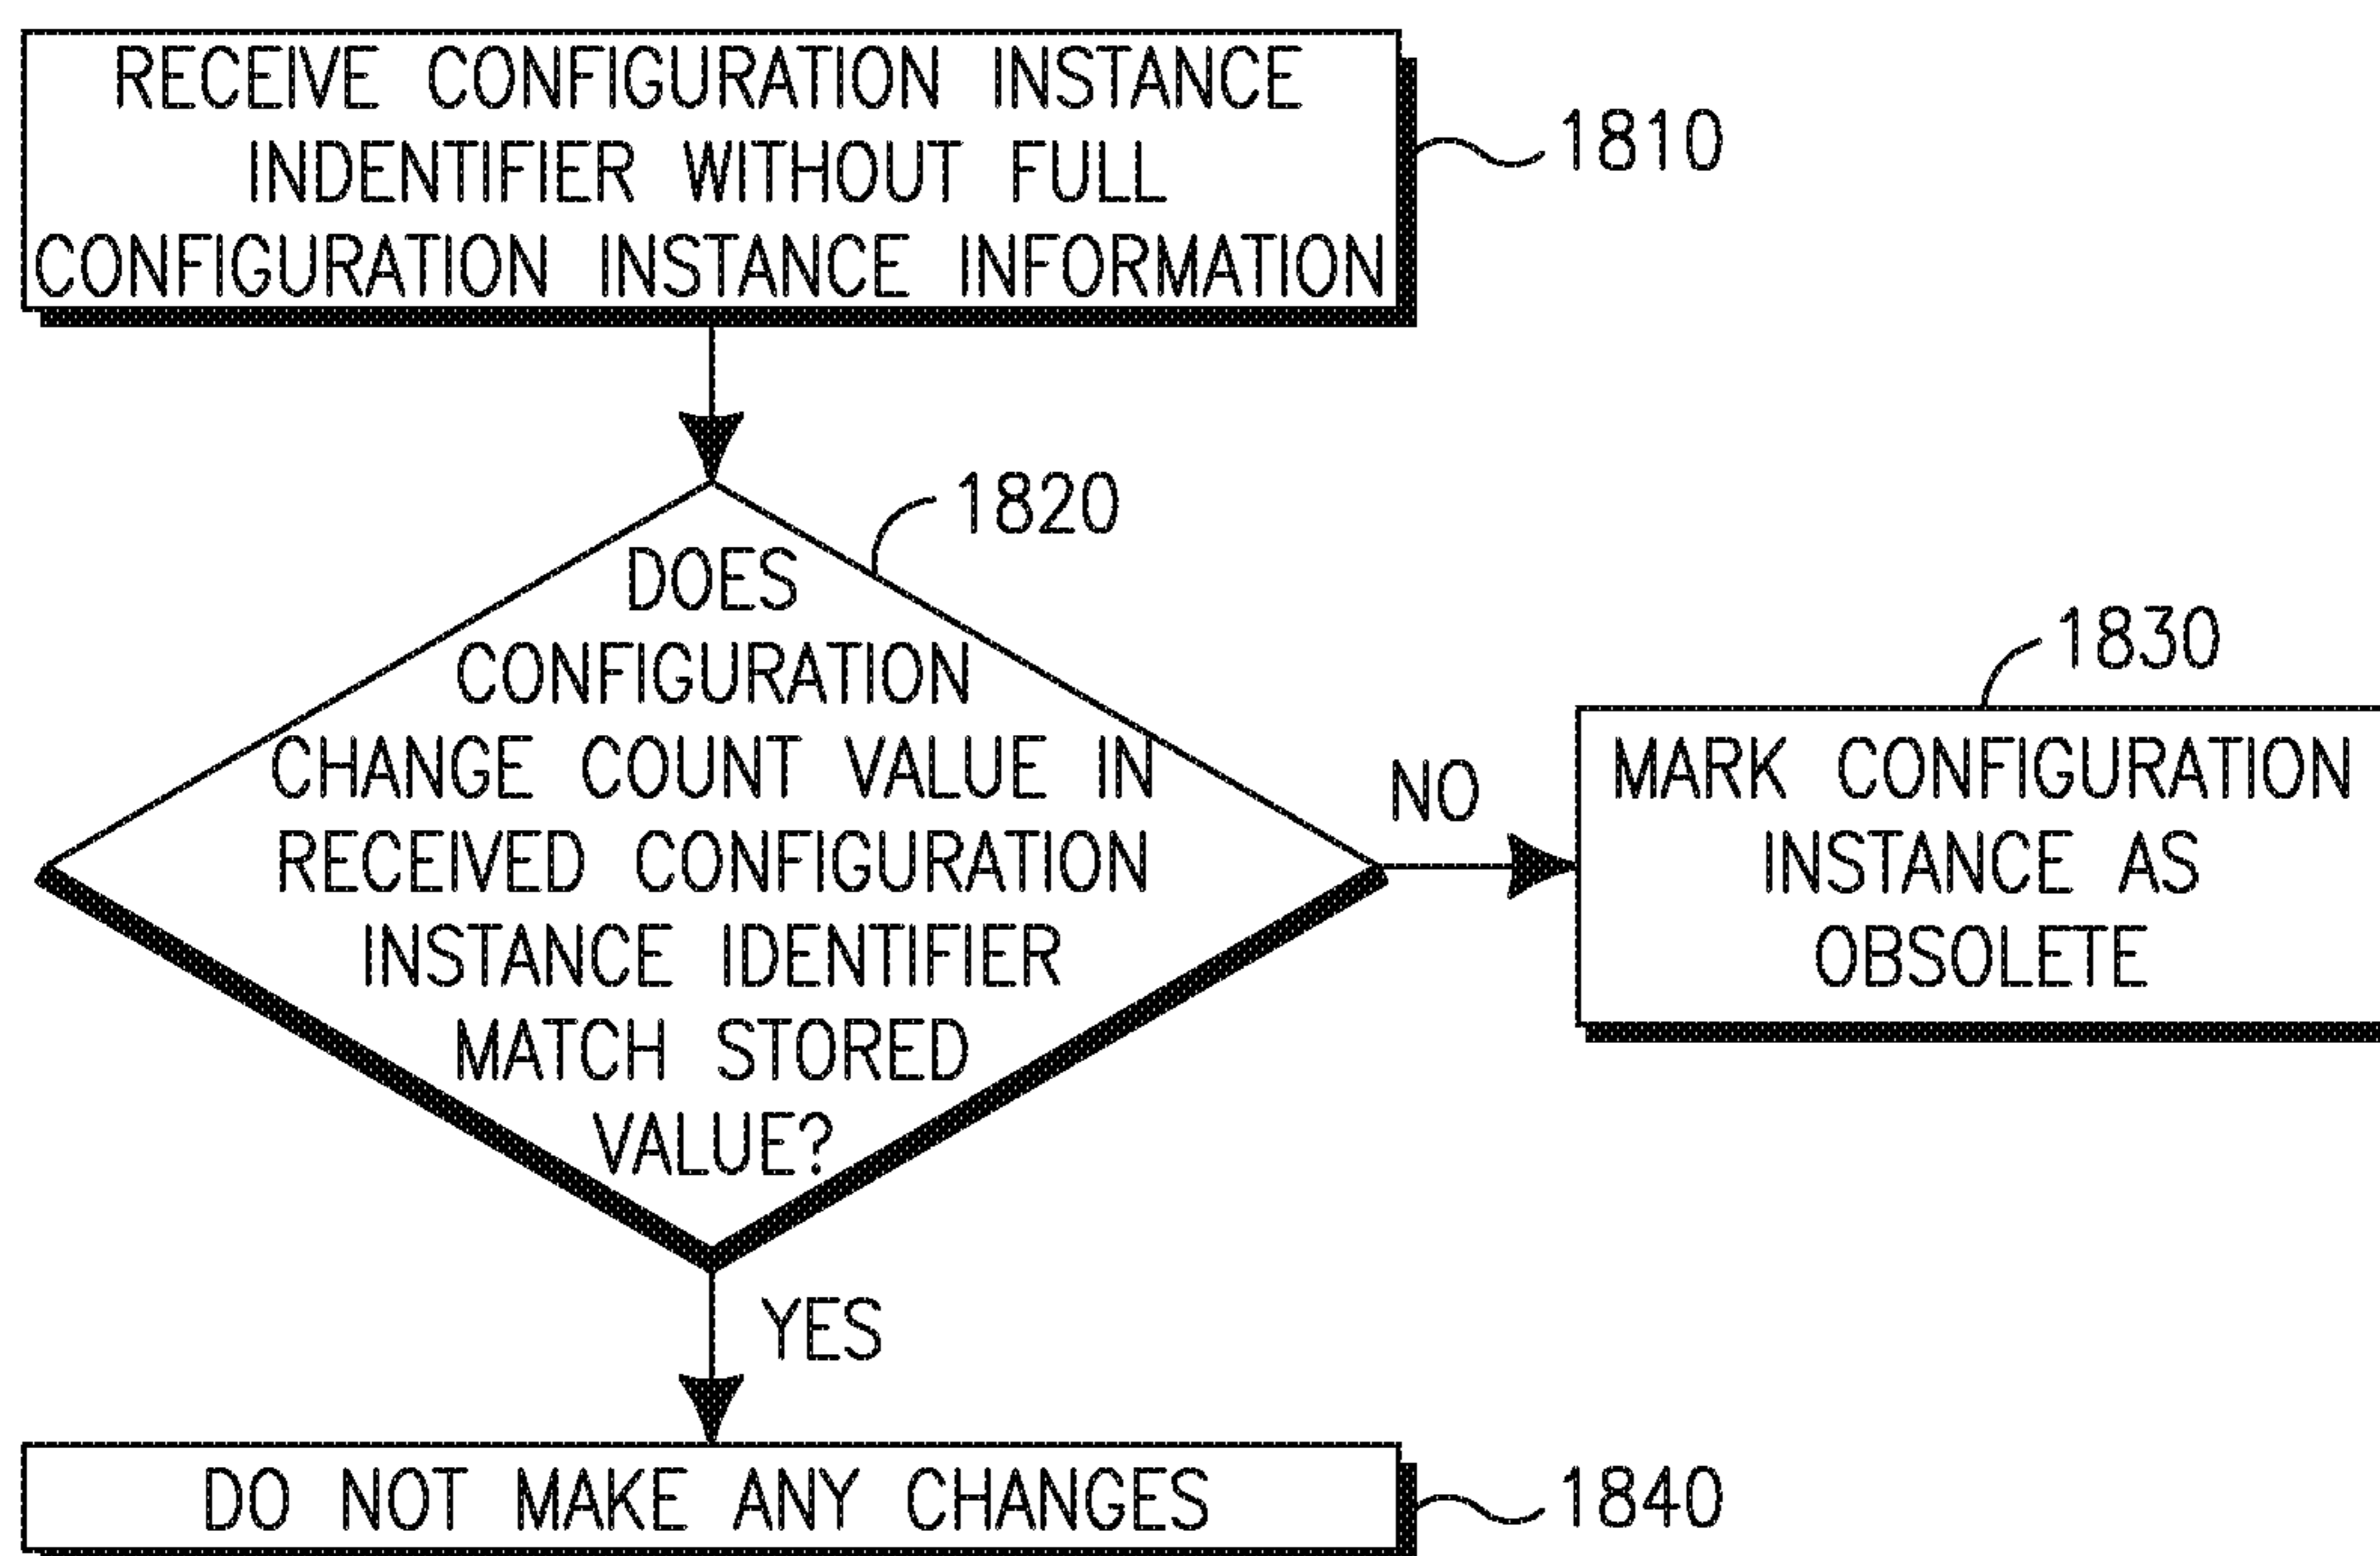 RECEIVE CONFIGURATION INSTANCE
INDENTIFIER WITHOUT FULL
CONFIGURATION INSTANCE INFORMATION
1810
1820
DOES
CONFIGURATION
CHANGE COUNT VALUE IN
RECEIVED CONFIGURATION
INSTANCE IDENTIFIER
MATCH STORED
VALUE?
NO
1830
MARK CONFIGURATION
INSTANCE AS
OBSOLETE
YES
DO NOT MAKE ANY CHANGES
1840